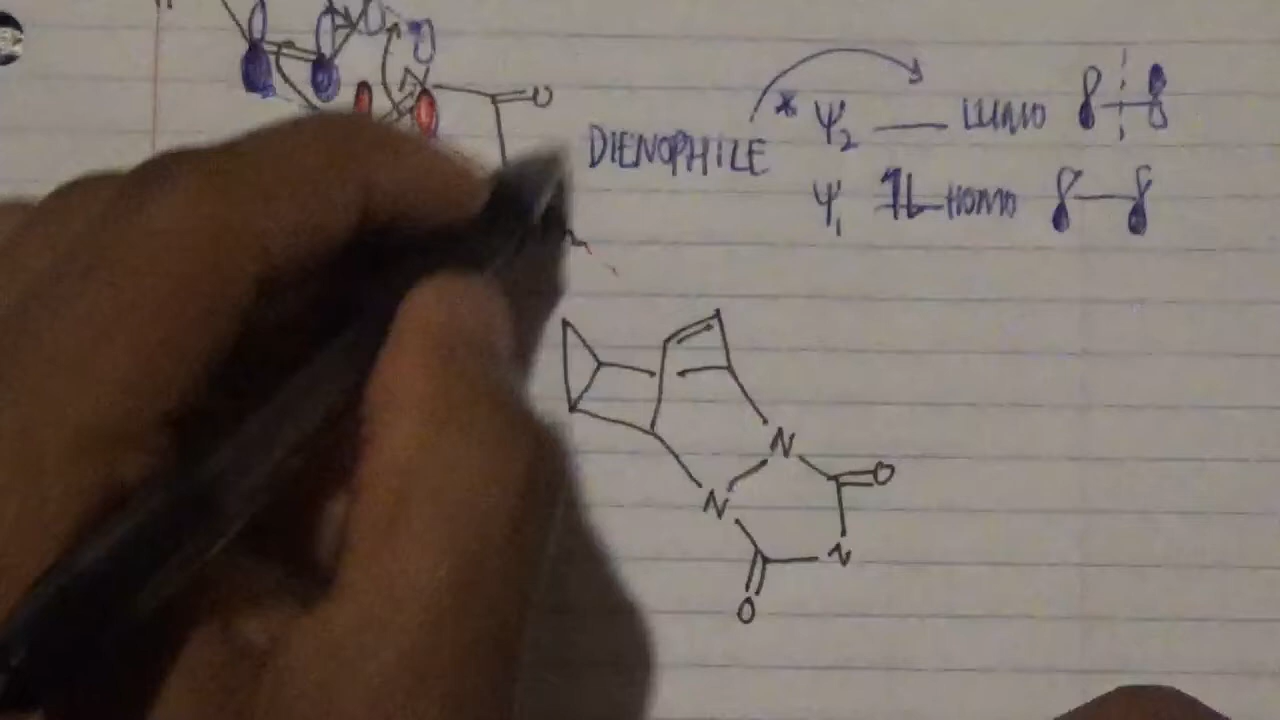 O
DIENOPHILE
* Ψ2 — LUMO
Ψ1 HOMO
N
O
N
N
O